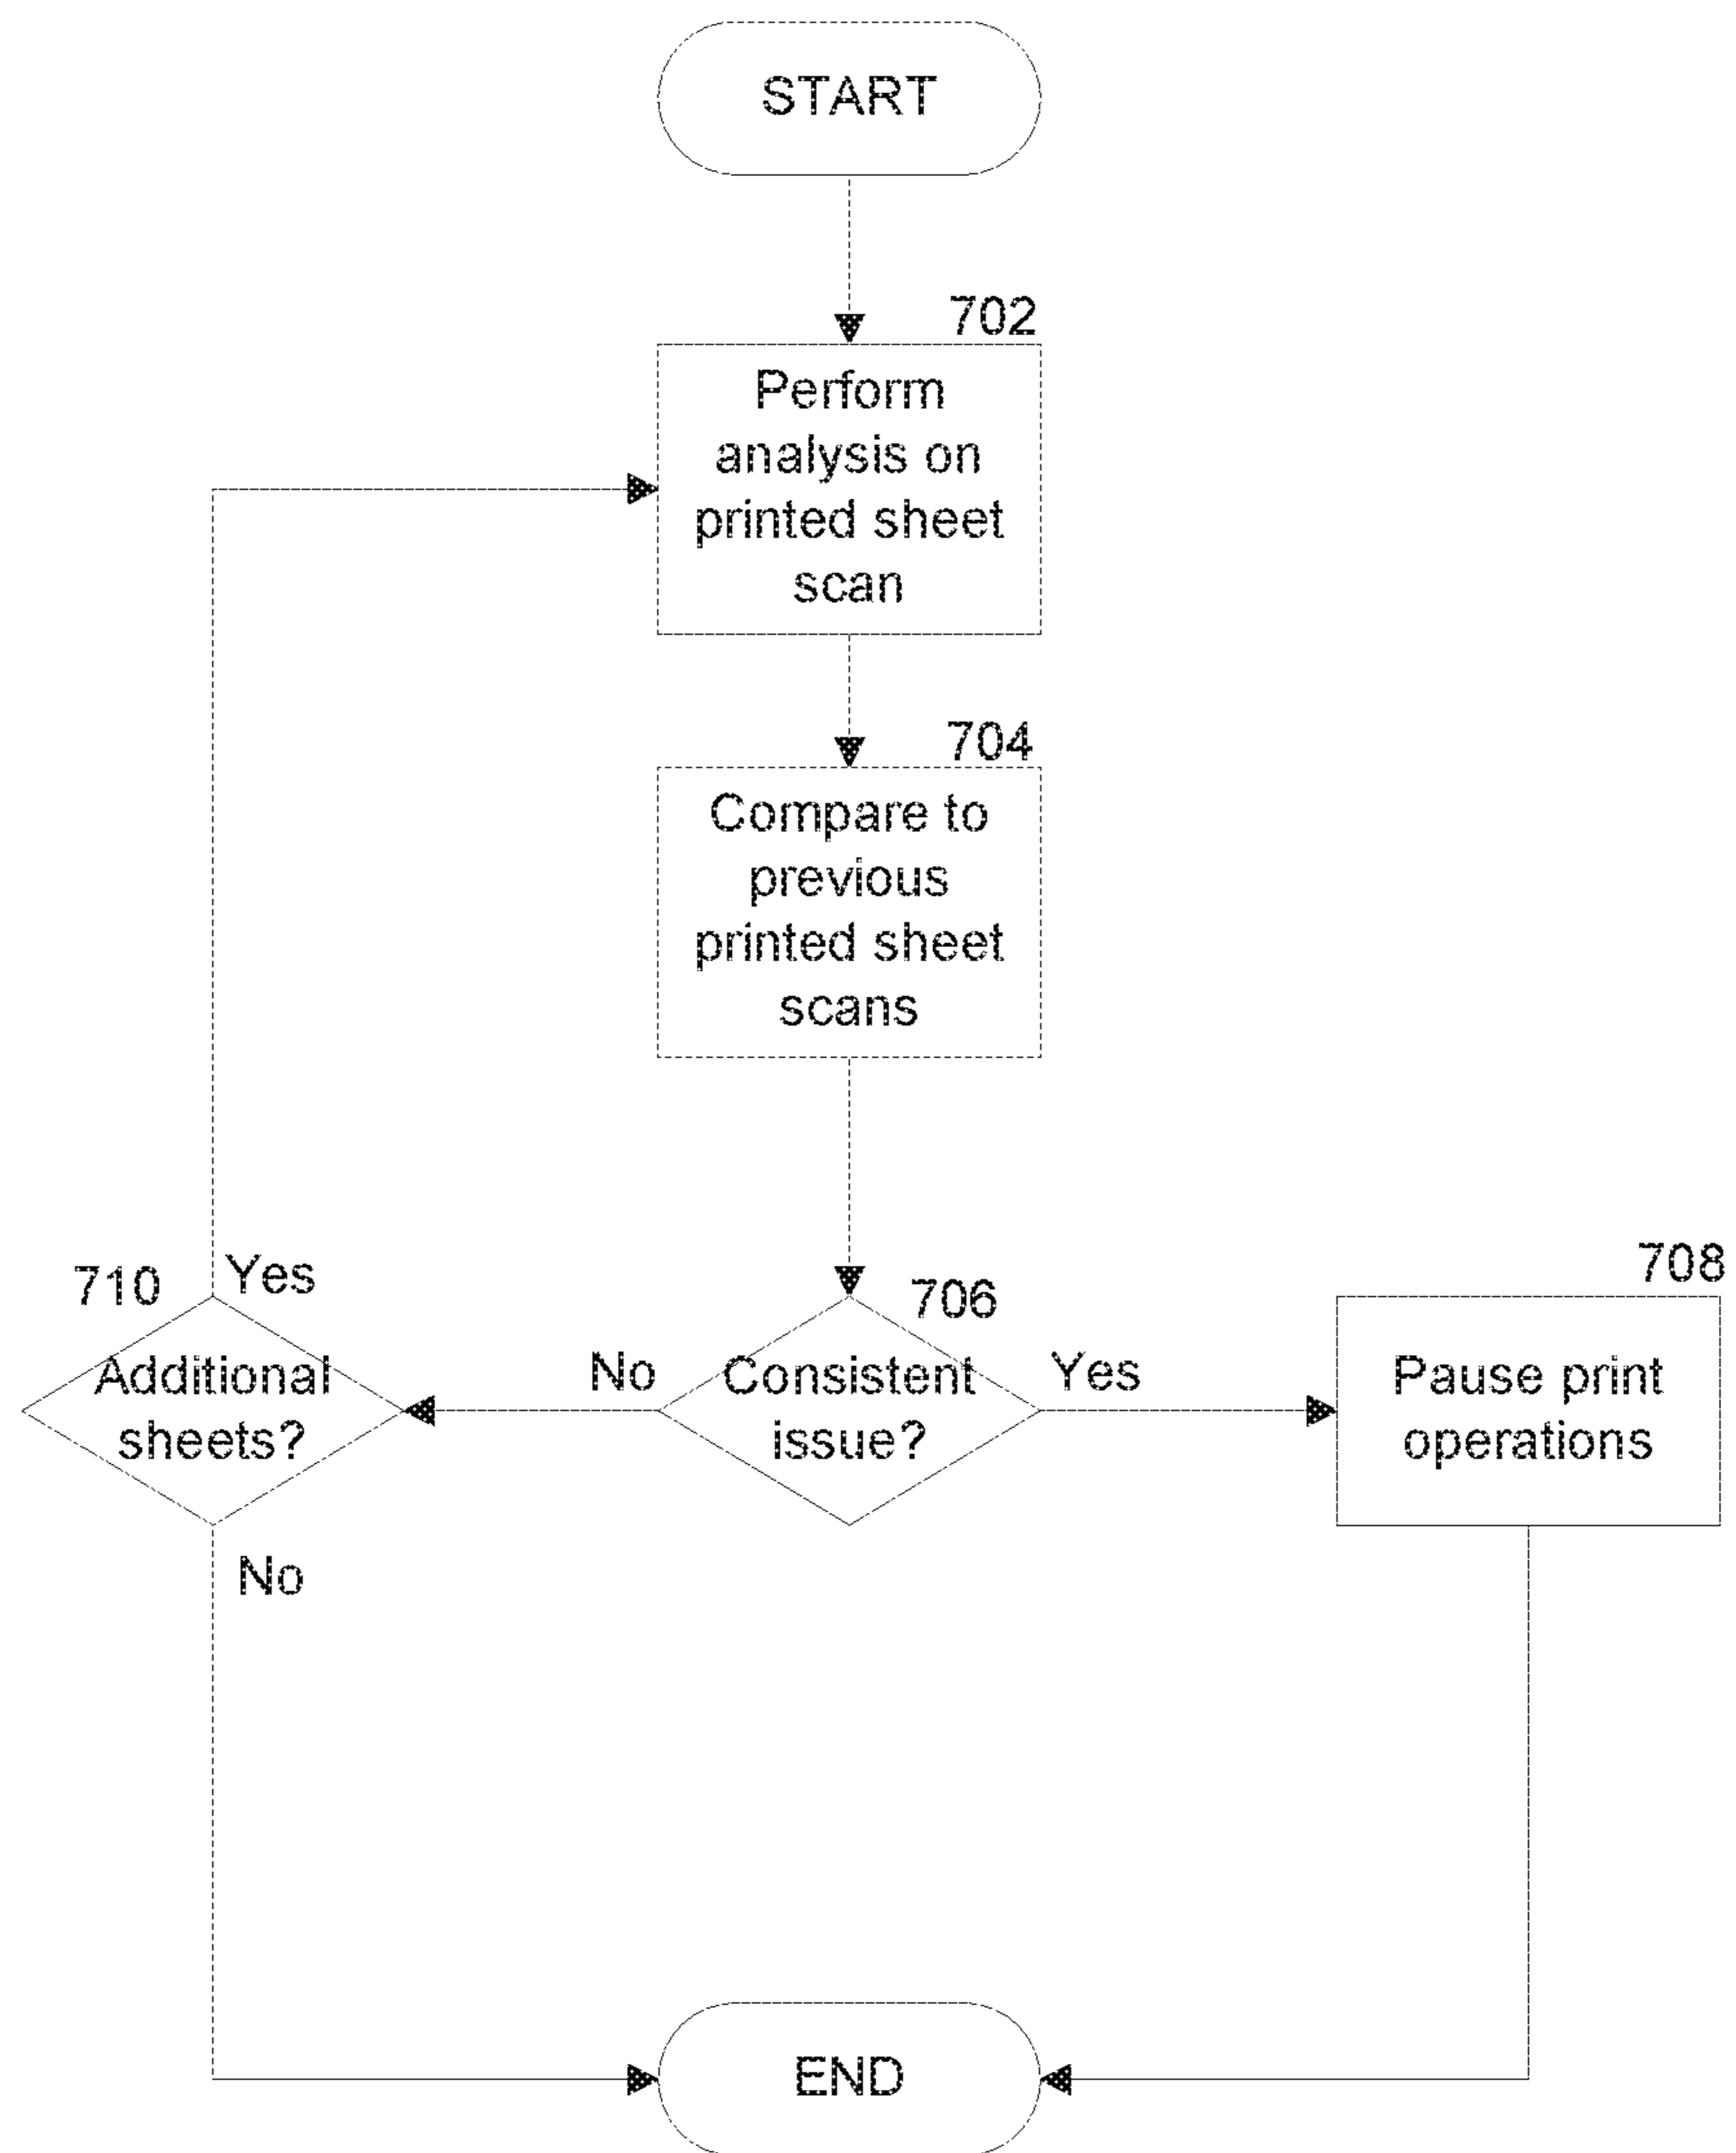 START
702
Perform
analysis on
printed sheet
scan
704
Compare to
previous
printed sheet
scans
710
Yes
Additional
sheets?
No
No
706
Consistent
issue?
Yes
708
Pause print
operations
END